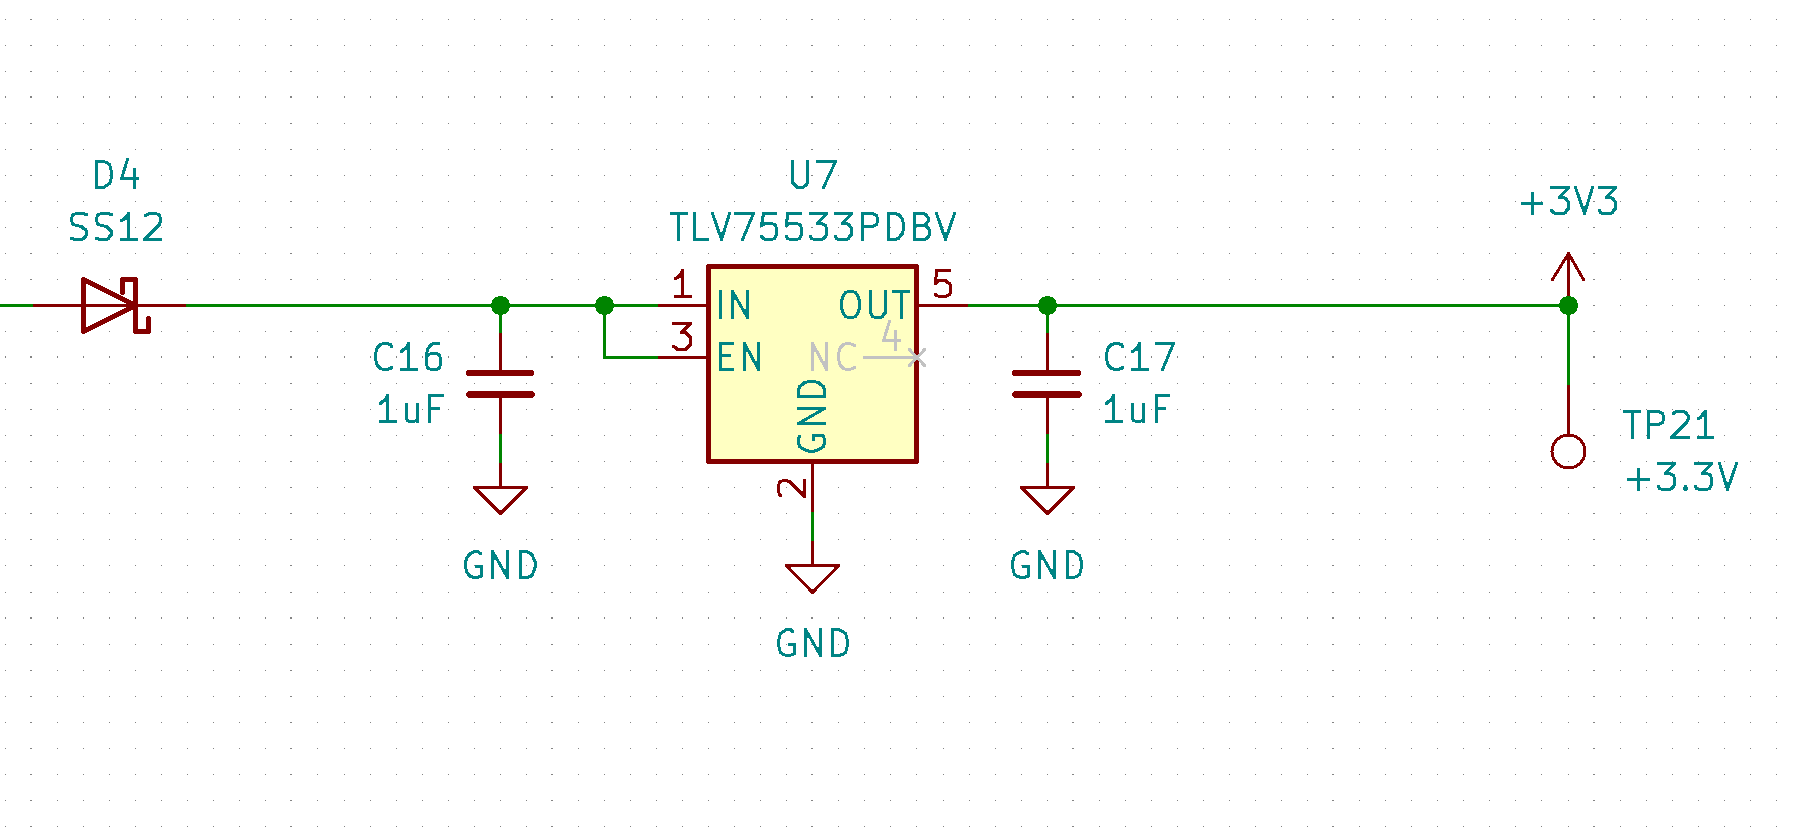 D4
SS12
C16
1uF
GND
U7
TLV75533PDBV
1
IN
3
EN
OUT
5
NC
4
GND
2
GND
C17
1uF
GND
+3V3
TP21
+3.3V